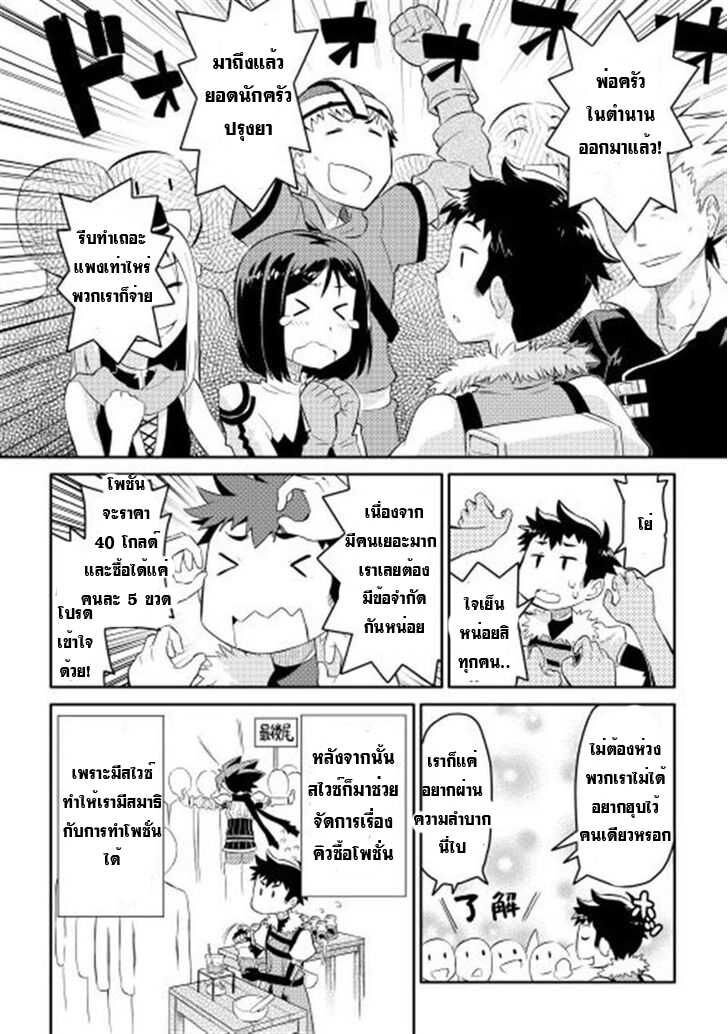 พ่อครัว
ในตำนาน
ออกมาแล้ว!
มาถึงแล้ว
ยอดนักครัว
ปรุงยา
รีบทำเถอะ
แพงเท่าไหร่
พวกเราก็จ่าย
ドオオオ
โย่
ใจเย็น
หน่อยสิ
ทุกคน..
เนื่องจาก
มีคนเยอะมาก
เราเลยต้อง
มีข้อจำกัด
กันหน่อย
โพชั่น
จะราคา
40 โกลด์
และซื้อได้แค่
คนละ 5 ขวด
โปรด
เข้าใจ
ด้วย!
ไม่ต้องห่วง
พวกเราไม่ได้
อยากฮุบไว้
คนเดียวหรอก
เราก็แค่
อยากผ่าน
ความลำบาก
นี่ไป
了解
最後尾
หลังจากนั้น
สไวซ์ก็มาช่วย
จัดการเรื่อง
คิวซื้อโพชั่น
เพราะมีสไวซ์
ทำให้เรามีสมาธิ
กับการทำโพชั่น
ได้